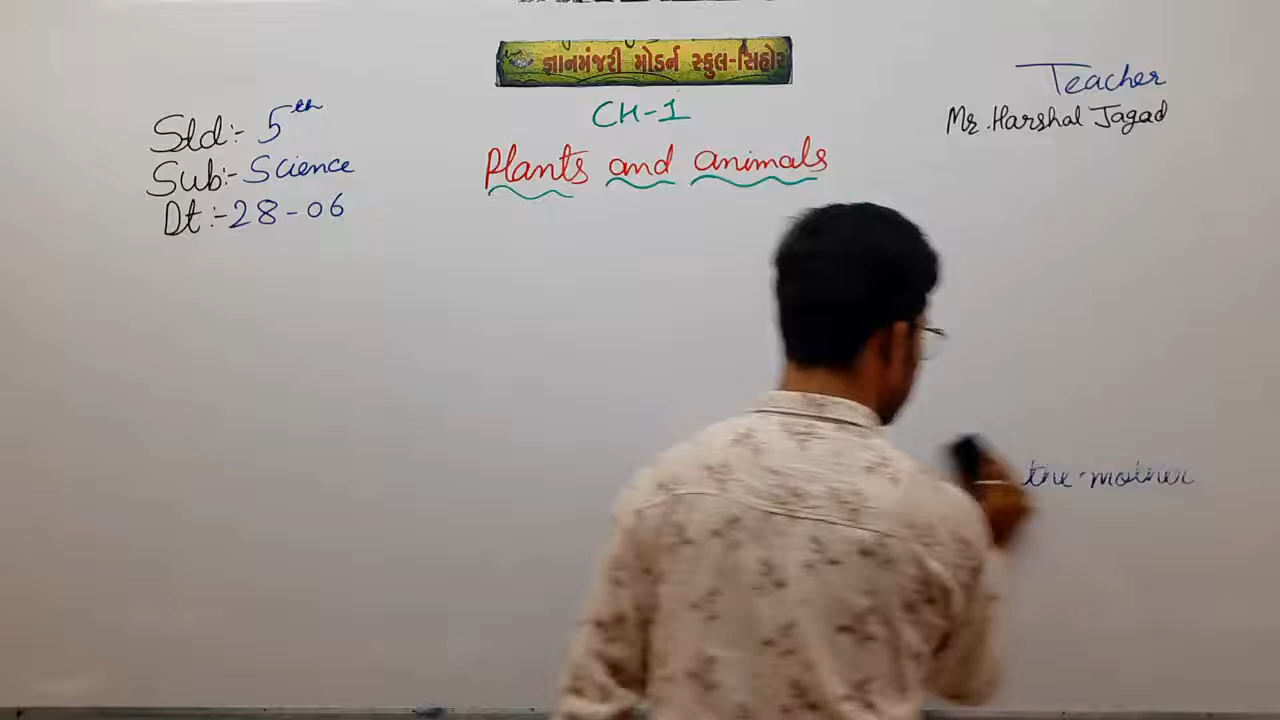 જ્ઞાનમંજરી મોડર્ન સ્કુલ-સિહોર
CH-1
Plants and animals
Std:- 5th
Sub:- Science
Dt:- 28-06
Teacher
Mr. Harshal Jagad
the mother